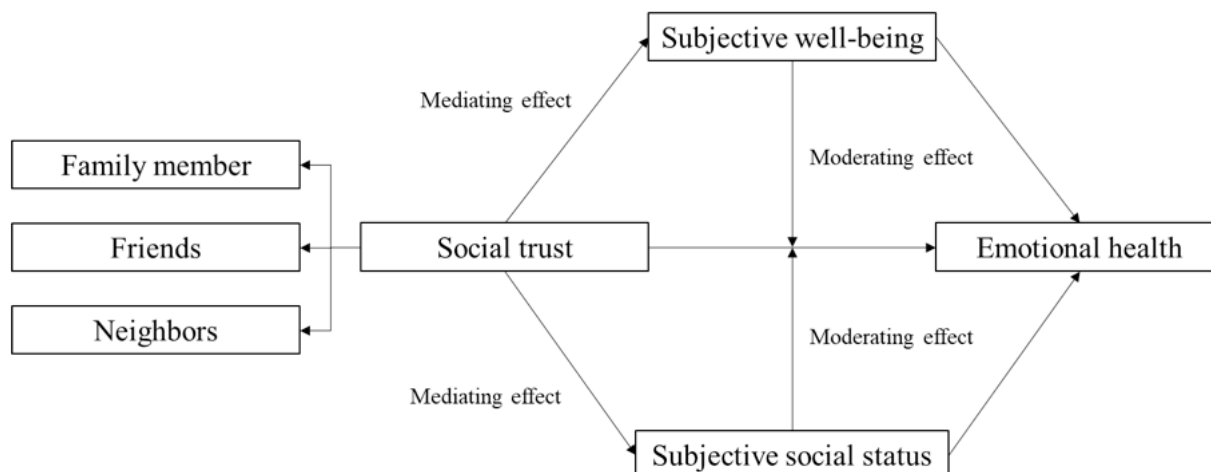 Subjective well-being
Mediating effect
Moderating effect
Family member
Friends
Social trust
Emotional health
Neighbors
Moderating effect
Mediating effect
Subjective social status